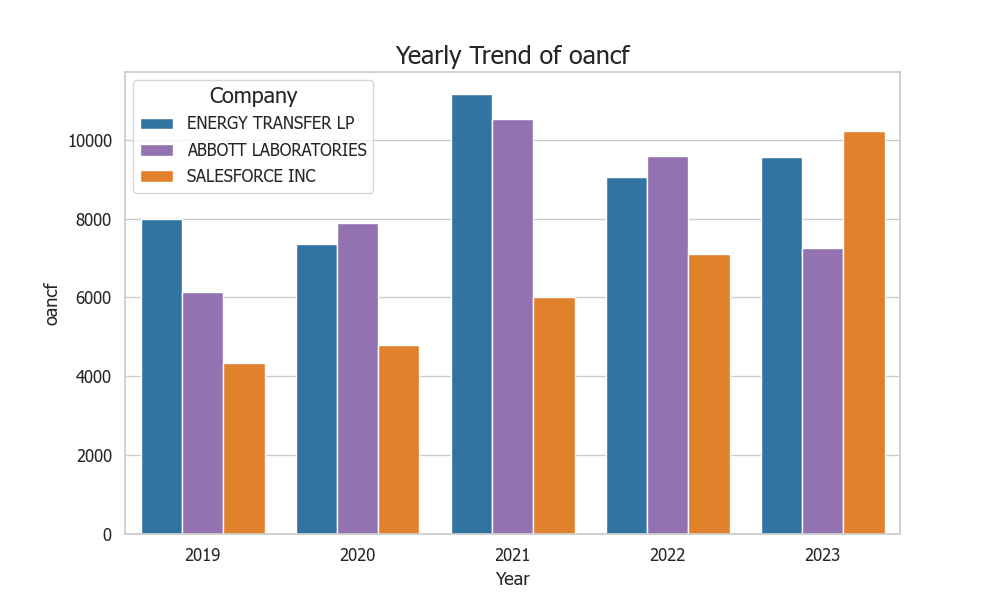 Yearly Trend of oancf
Company
ENERGY TRANSFER LP
ABBOTT LABORATORIES
SALESFORCE INC
10000
8000
6000
4000
2000
0
oancf
2019 2020 2021 2022 2023
Year